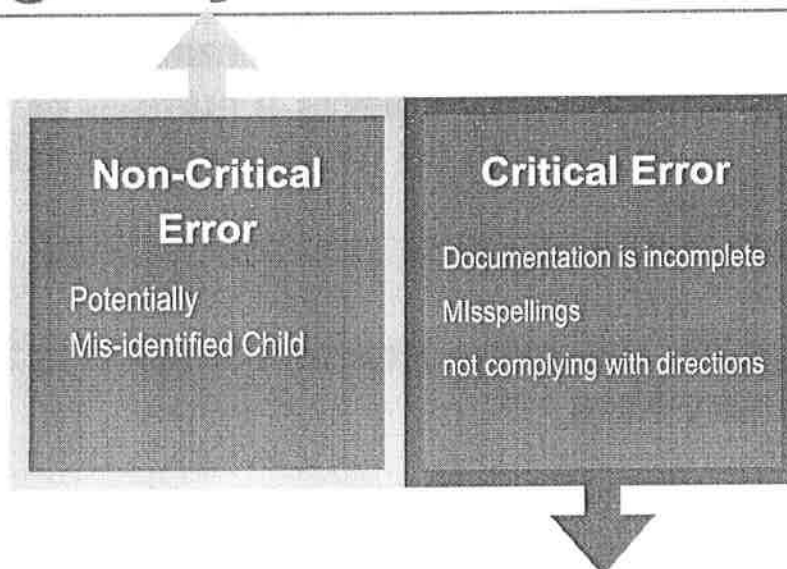 Non-Critical
Error
Potentially
Mis-identified Child
Critical Error
Documentation is incomplete
MIsspellings
not complying with directions